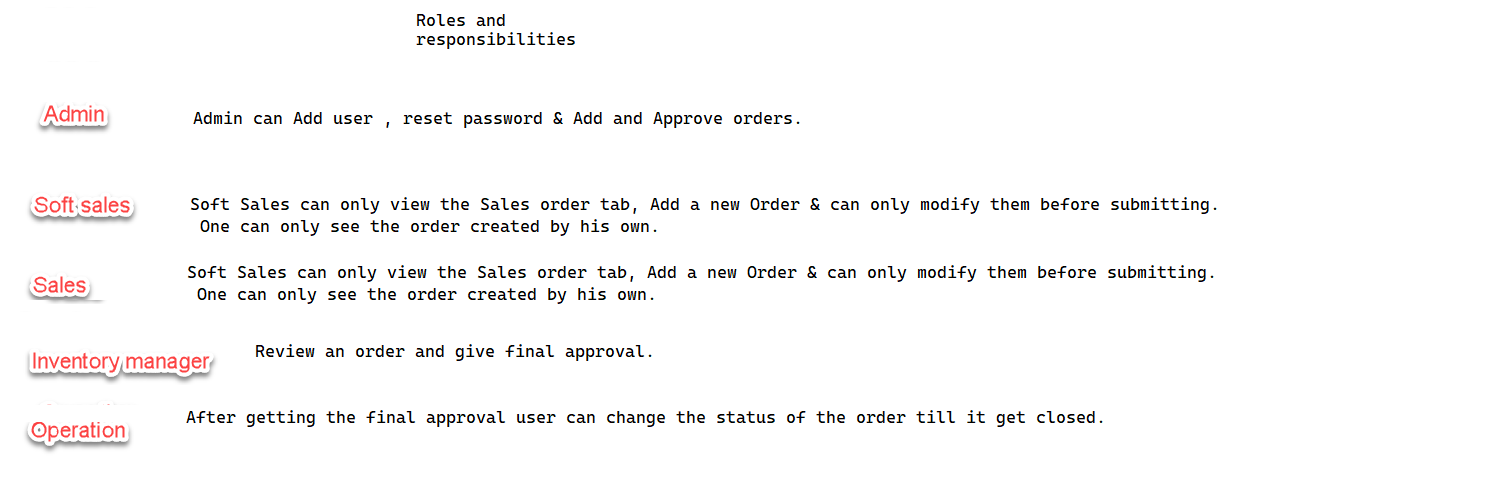 Roles and
responsibilities
Admin
Admin can Add user , reset password & Add and Approve orders.
Soft sales
Soft Sales can only view the Sales order tab, Add a new Order & can only modify them before submitting.
One can only see the order created by his own.
Sales
Soft Sales can only view the Sales order tab, Add a new Order & can only modify them before submitting.
One can only see the order created by his own.
Inventory manager
Review an order and give final approval.
Operation
After getting the final approval user can change the status of the order till it get closed.